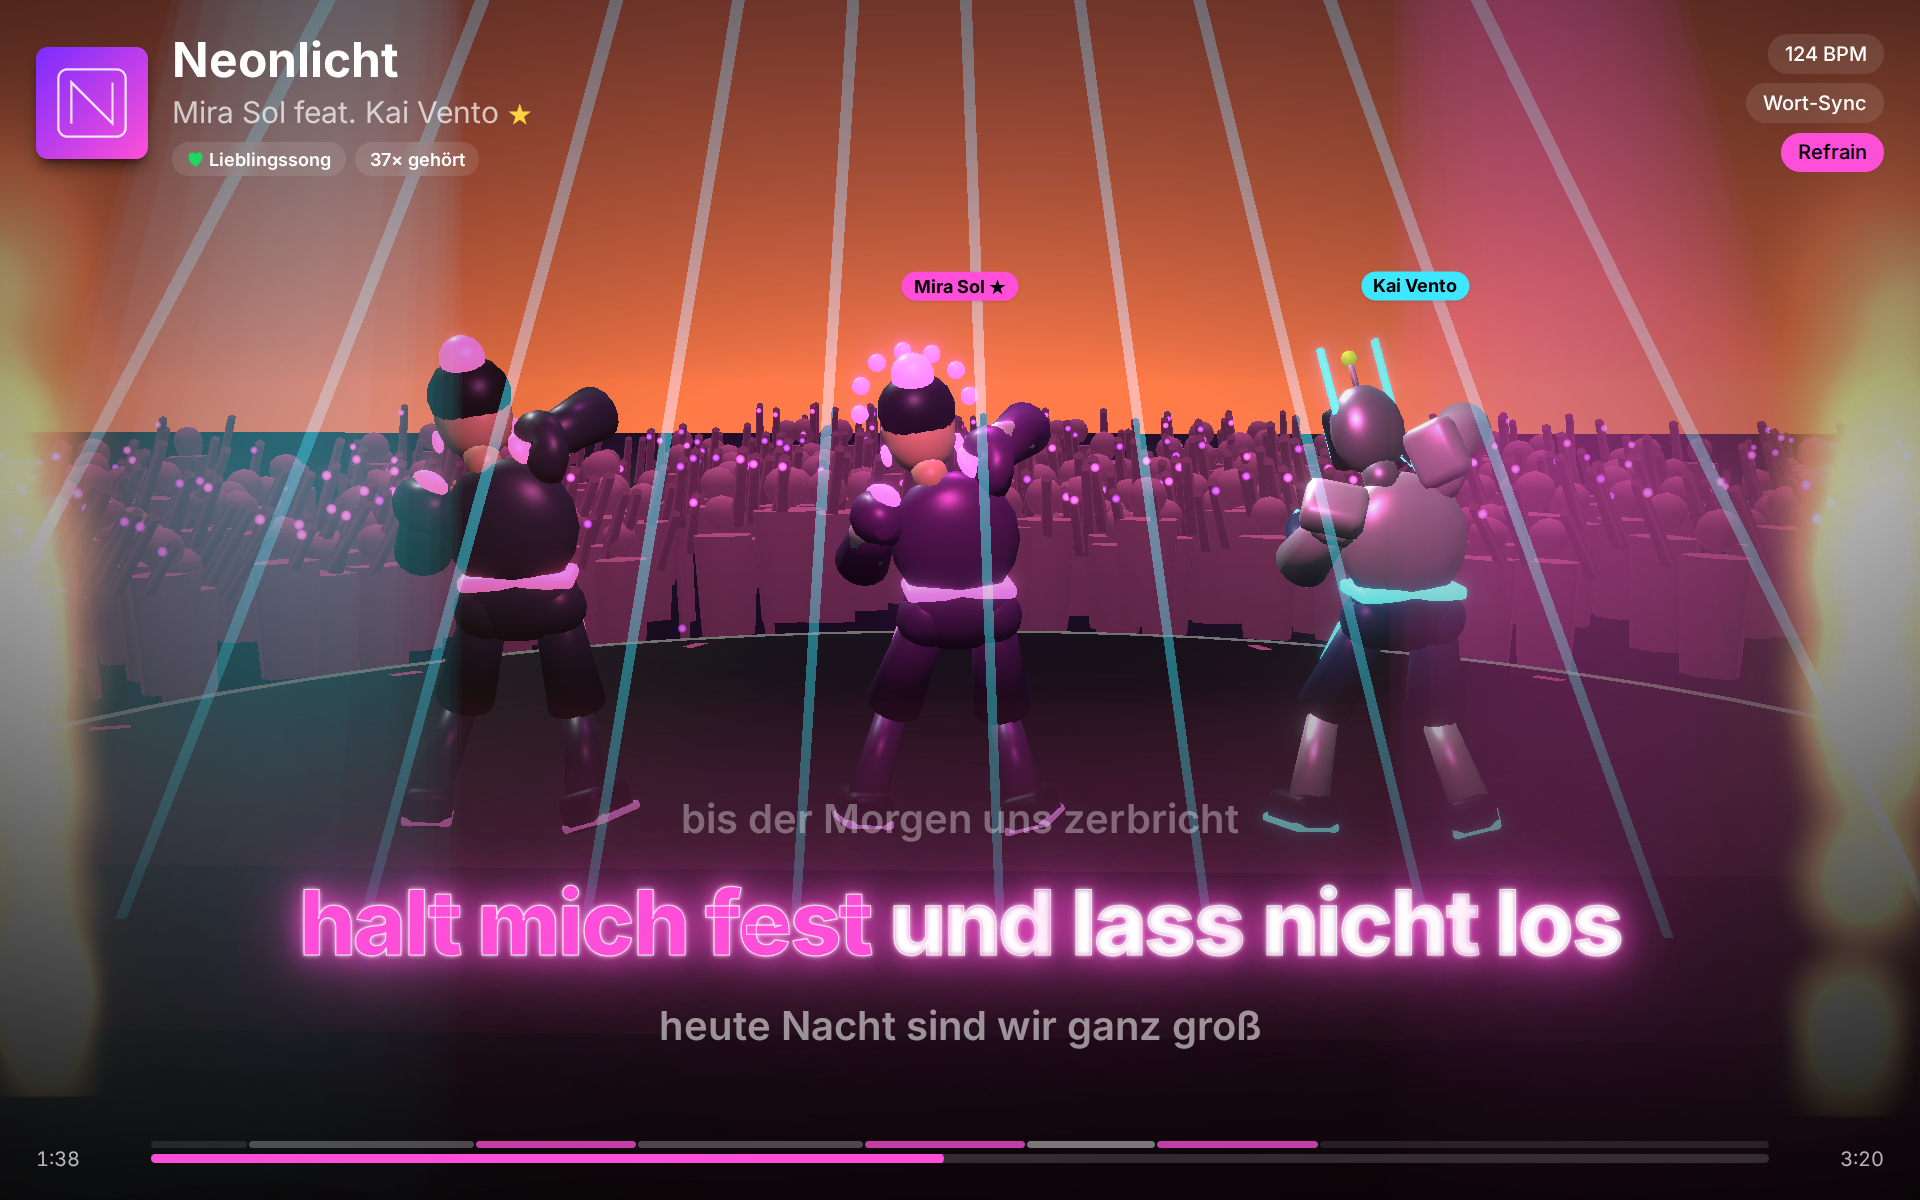 Neonlicht
Mira Sol feat. Kai Vento ★
Lieblingssong
37× gehört
124 BPM
Wort-Sync
Refrain
N
Mira Sol ★
Kai Vento
bis der Morgen uns zerbricht
halt mich fest und lass nicht los
heute Nacht sind wir ganz groß
1:38
3:20